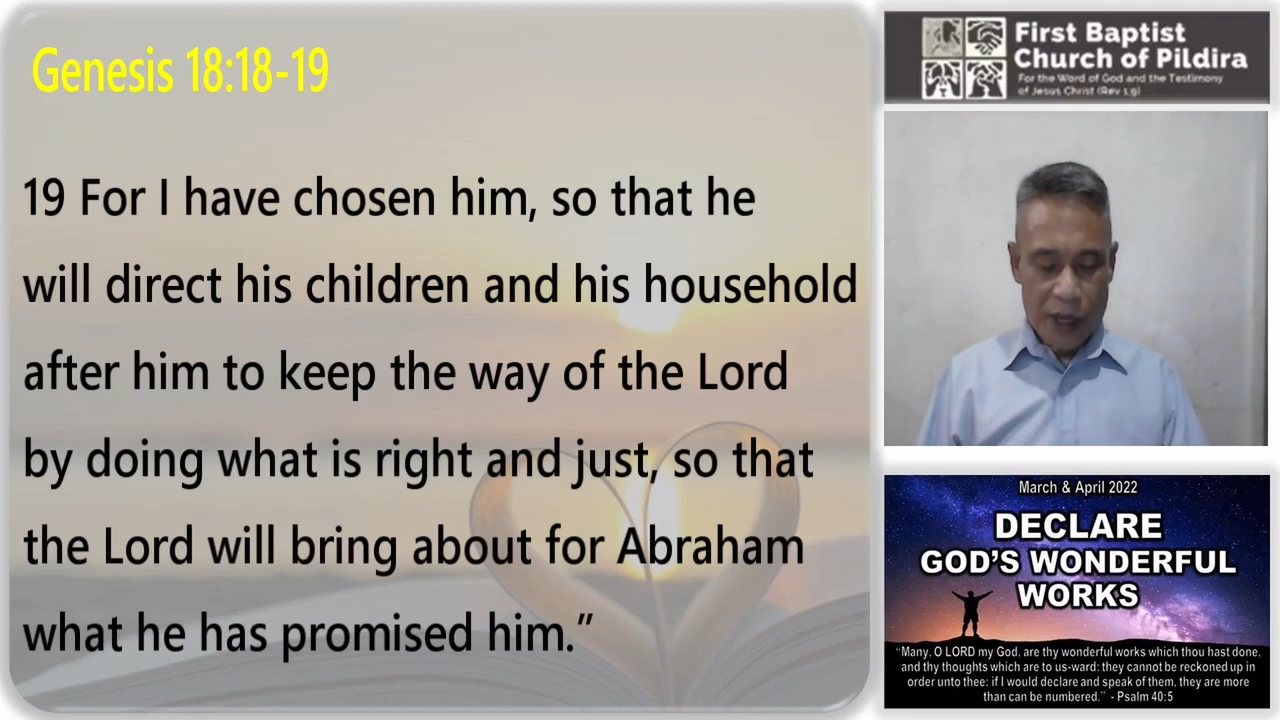 Genesis 18:18-19
19 For I have chosen him, so that he
will direct his children and his household
after him to keep the way of the Lord
by doing what is right and just, so that
the Lord will bring about for Abraham
what he has promised him.”
First Baptist
Church of Pildira
For the Word of God and the Testimony
of Jesus Christ (Rev 1:9)
March & April 2022
DECLARE
GOD'S WONDERFUL
WORKS
“Many, O LORD my God, are thy wonderful works which thou hast done,
and thy thoughts which are to us-ward: they cannot be reckoned up in
order unto thee: if I would declare and speak of them, they are more
than can be numbered.” - Psalm 40:5